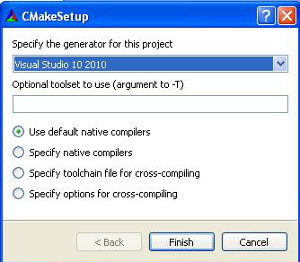 CMakeSetup
Specify the generator for this project
Visual Studio 10 2010
Optional toolset to use (argument to -T)
Use default native compilers
Specify native compilers
Specify toolchain file for cross-compiling
Specify options for cross-compiling
< Back Finish Cancel